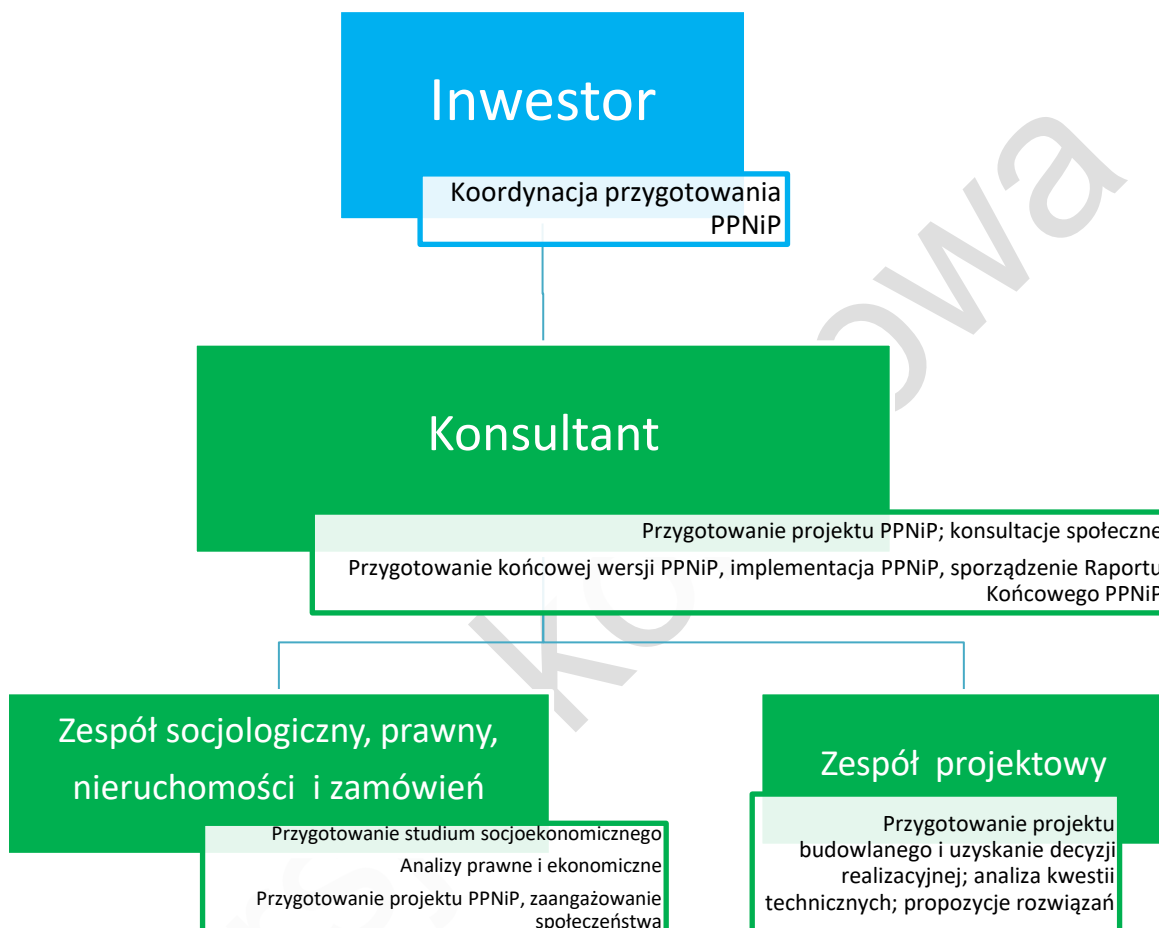 Inwestor
Koordynacja przygotowania
PPNiP
Konsultant
Przygotowanie projektu PPNiP; konsultacje społeczne
Przygotowanie końcowej wersji PPNiP, implementacja PPNiP, sporządzenie Raportu
Końcowego PPNiP
Zespół socjologiczny, prawny,
nieruchomości i zamówień
Przygotowanie studium socjoekonomicznego
Analizy prawne i ekonomiczne
Przygotowanie projektu PPNiP, zaangażowanie
społeczeństwa
Zespół projektowy
Przygotowanie projektu
budowlanego i uzyskanie decyzji
realizacyjnej; analiza kwestii
technicznych; propozycje rozwiązań